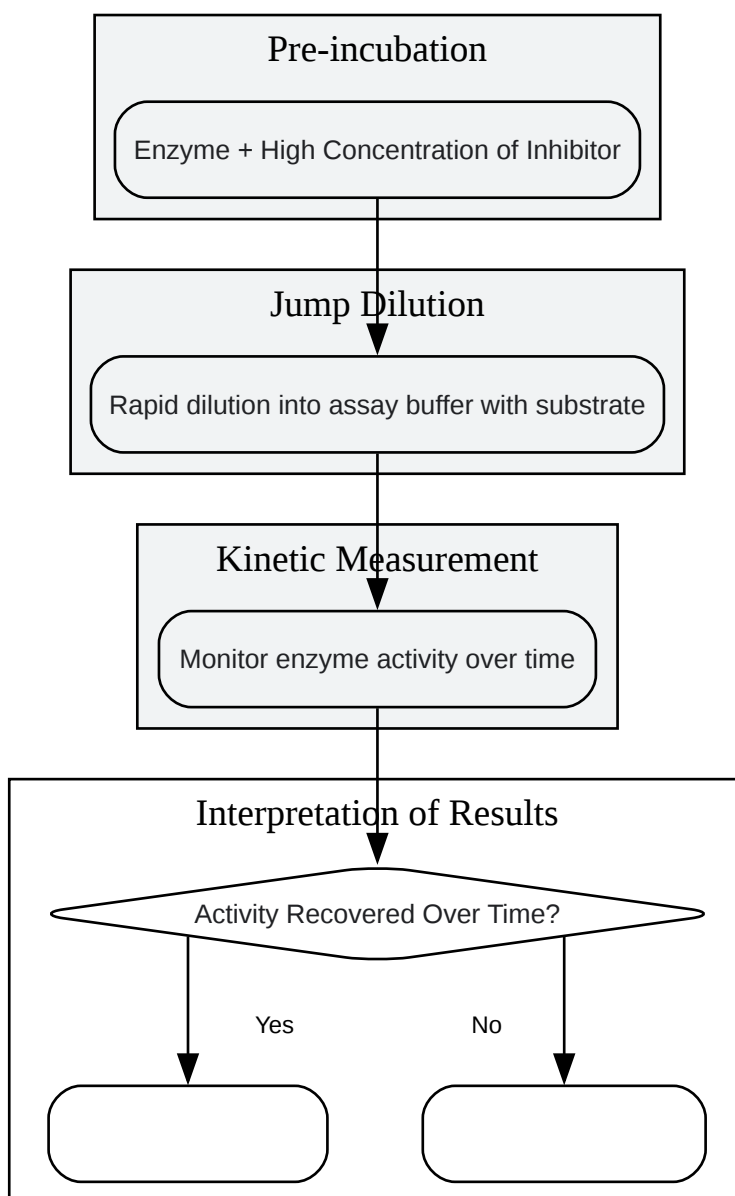 Pre-incubation
Enzyme + High Concentration of Inhibitor
Jump Dilution
Rapid dilution into assay buffer with substrate
Kinetic Measurement
Monitor enzyme activity over time
Interpretation of Results
Activity Recovered Over Time?
Yes
No